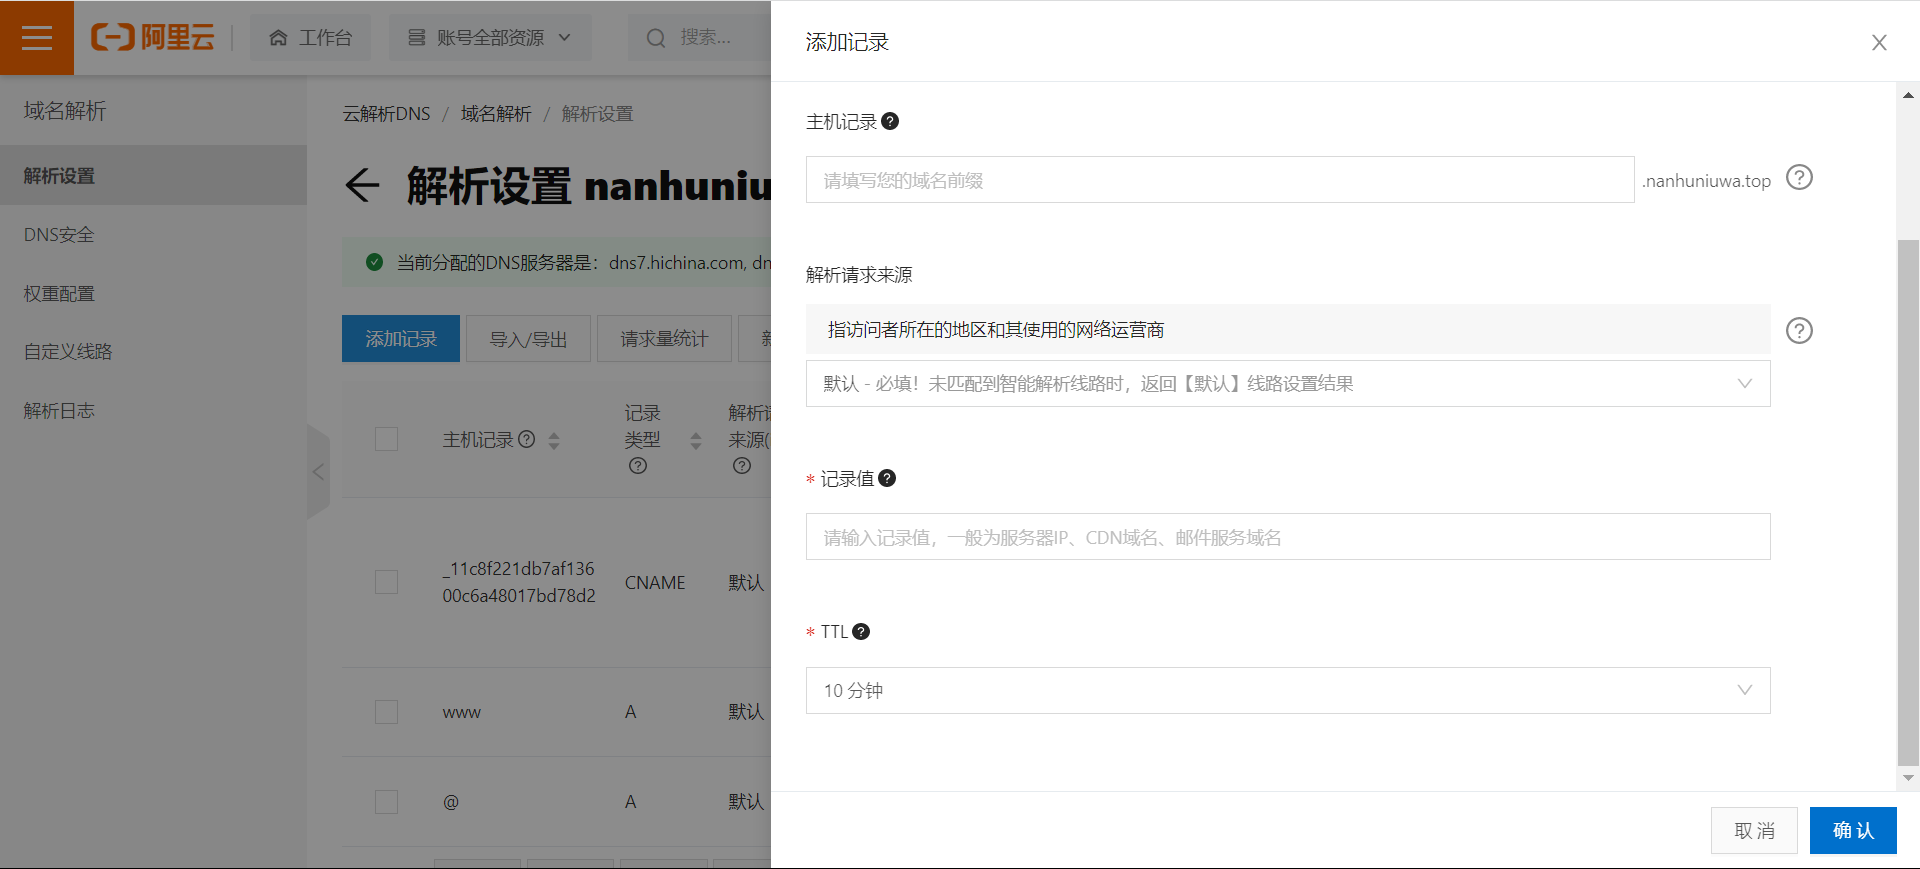 阿里云
工作台
账号全部资源
搜索...
域名解析
解析设置
DNS安全
权重配置
自定义线路
解析日志
云解析DNS / 域名解析 / 解析设置
解析设置 nanhuniu
当前分配的DNS服务器是：dns7.hichina.com, dn
添加记录
导入/导出
请求量统计
主机记录
记录
类型
解析
来源(
_11c8f221db7af136
00c6a48017bd78d2
CNAME
默认
www
A
默认
@
A
默认
添加记录
主机记录
请填写您的域名前缀
.nanhuniuwa.top
解析请求来源
指访问者所在的地区和其使用的网络运营商
默认 - 必填！未匹配到智能解析线路时，返回【默认】线路设置结果
* 记录值
请输入记录值，一般为服务器IP、CDN域名、邮件服务域名
* TTL
10 分钟
取 消
确 认